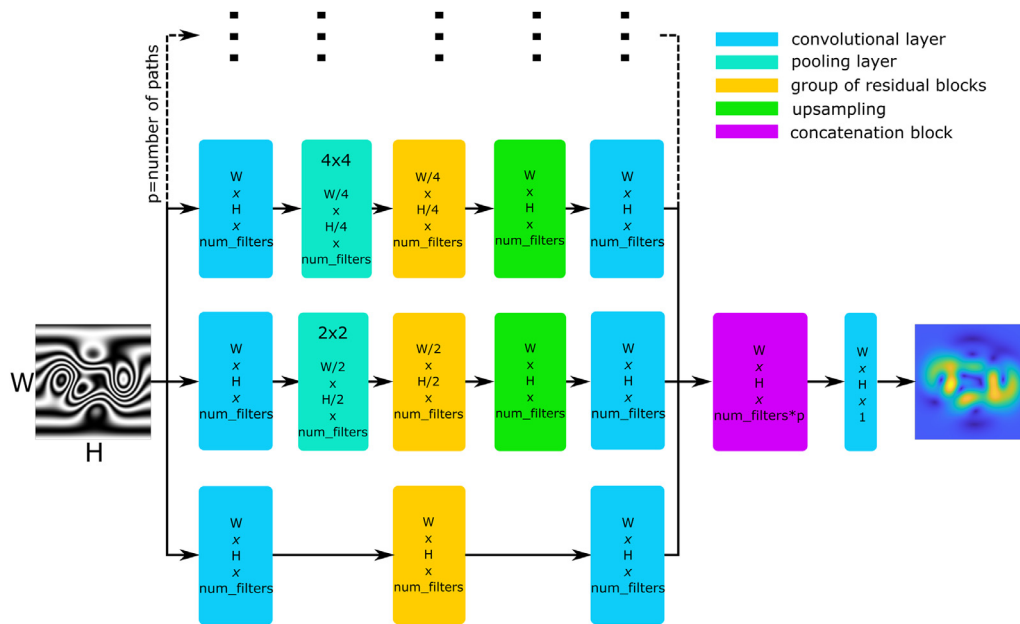 p=number of paths
convolutional layer
pooling layer
group of residual blocks
upsampling
concatenation block
W
x
H
x
num_filters
4x4
W/4
x
H/4
x
num_filters
W/4
x
H/4
x
num_filters
W
x
H
x
num_filters
W
x
H
x
num_filters
W
H
W
x
H
x
num_filters
2x2
W/2
x
H/2
x
num_filters
W/2
x
H/2
x
num_filters
W
x
H
x
num_filters
W
x
H
x
num_filters
W
x
H
x
num_filters*p
W
x
H
x
1
W
x
H
x
num_filters
W
x
H
x
num_filters
W
x
H
x
num_filters